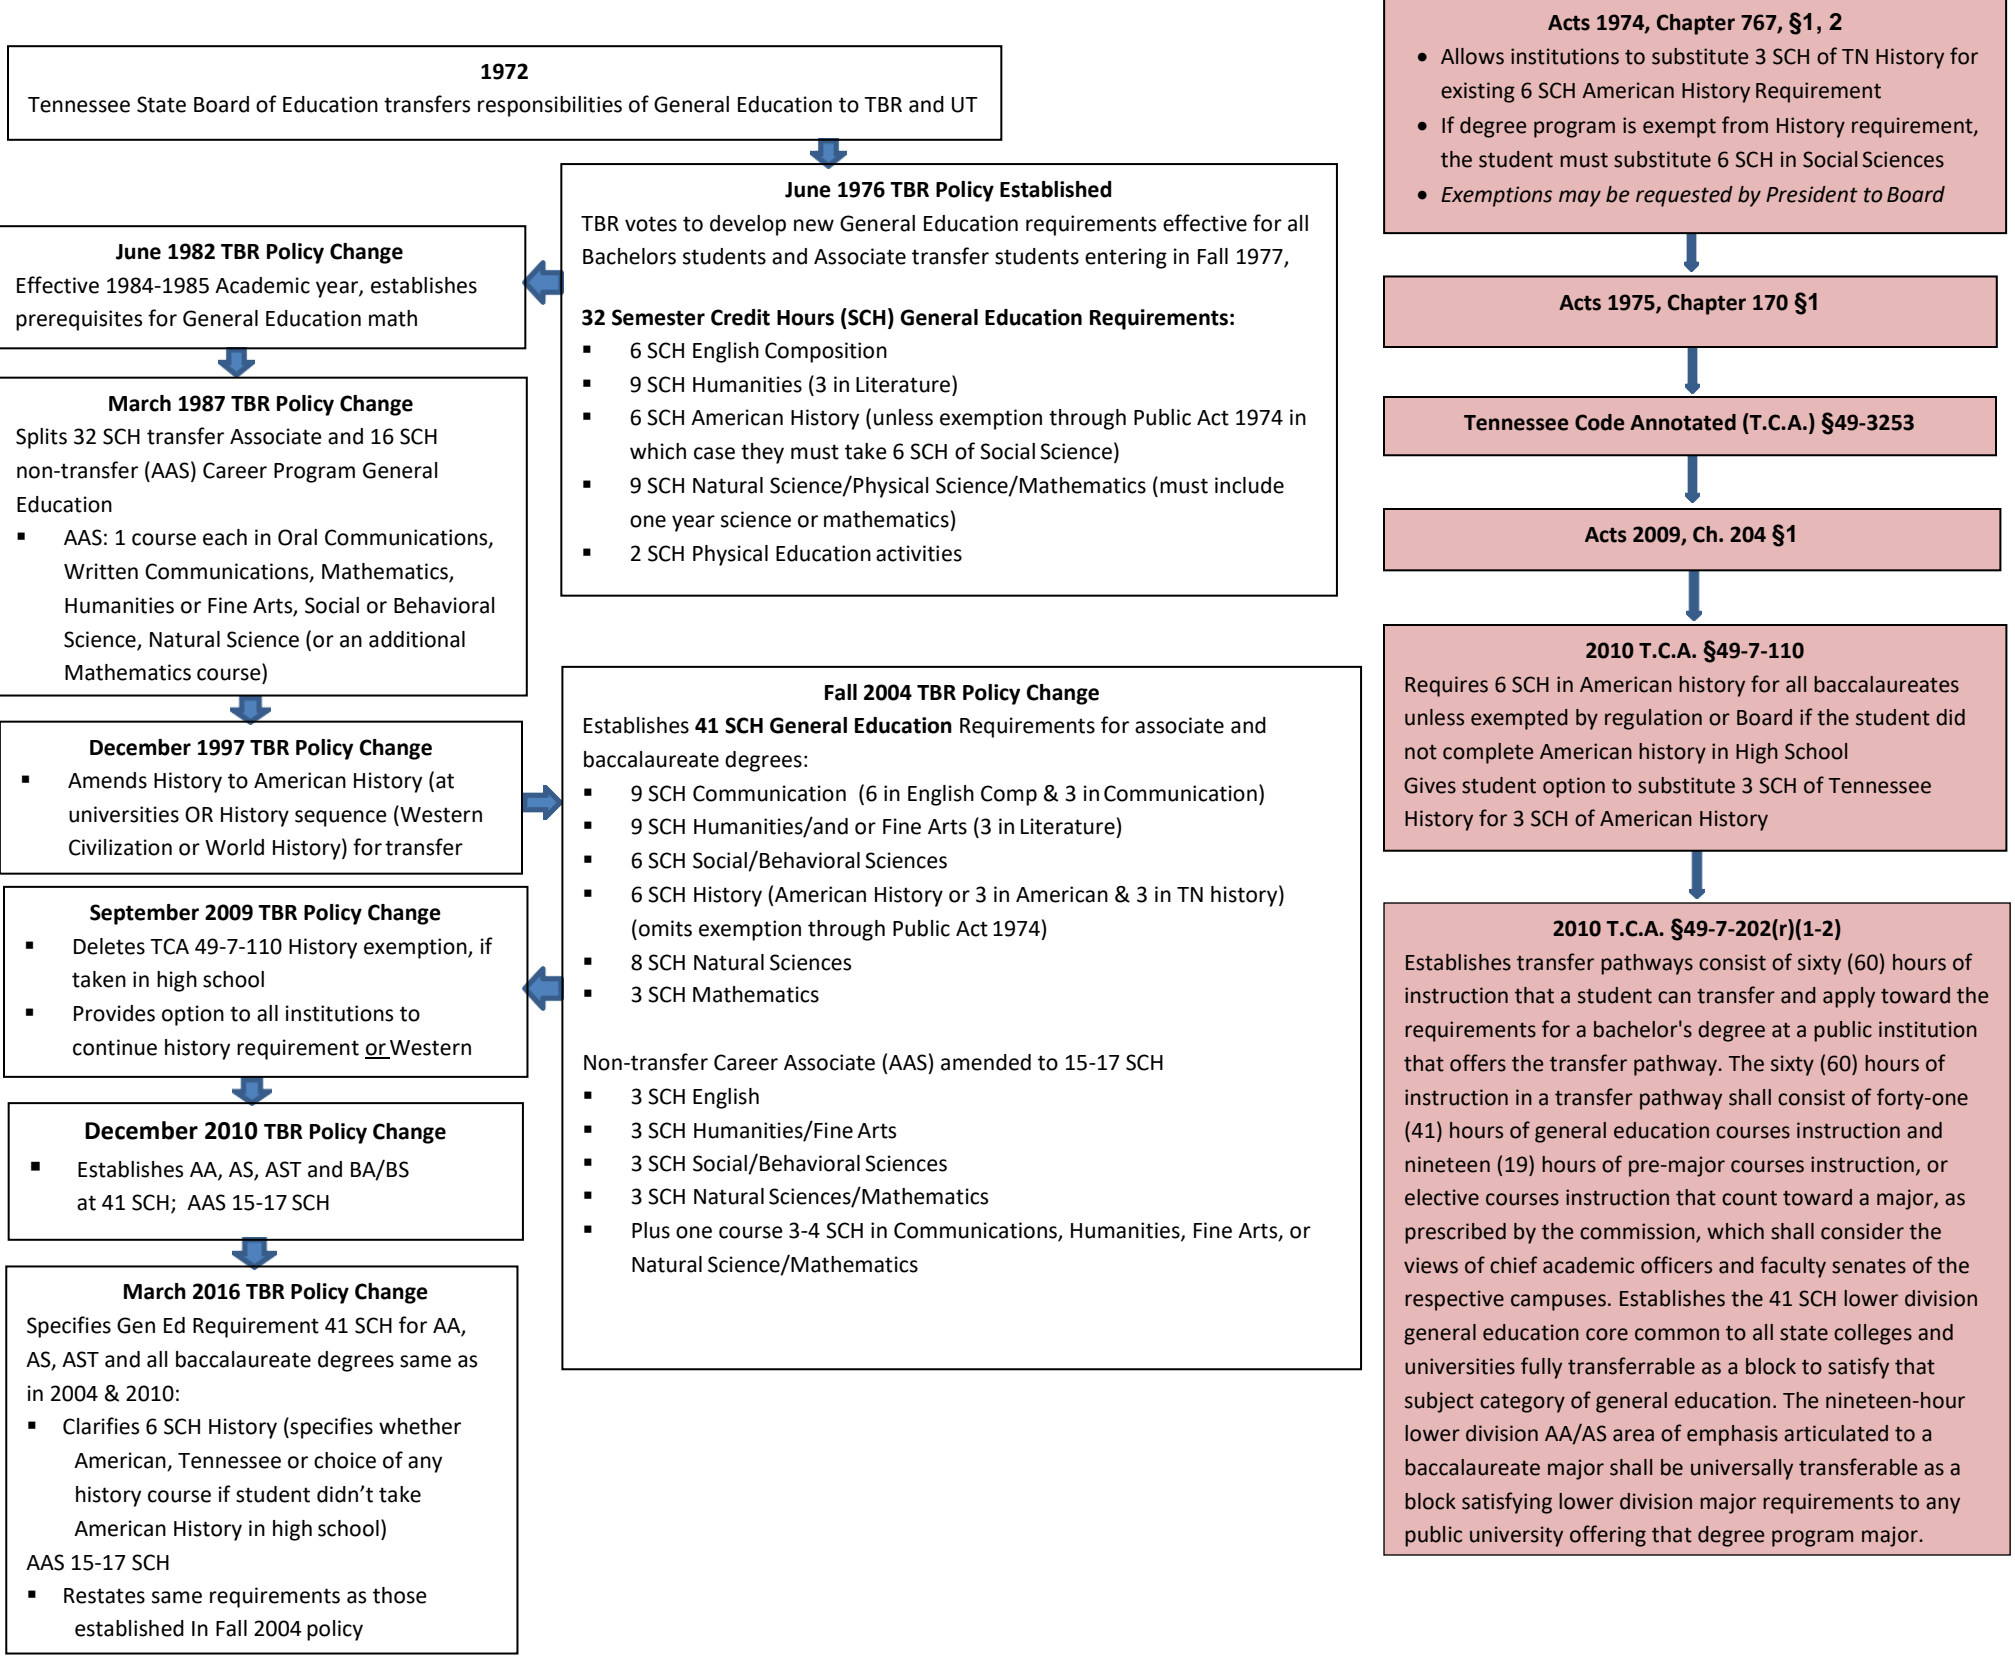 1972
Tennessee State Board of Education transfers responsibilities of General Education to TBR and UT
June 1976 TBR Policy Established
TBR votes to develop new General Education requirements effective for all
Bachelors students and Associate transfer students entering in Fall 1977,
32 Semester Credit Hours (SCH) General Education Requirements:
▪ 6 SCH English Composition
▪ 9 SCH Humanities (3 in Literature)
▪ 6 SCH American History (unless exemption through Public Act 1974 in
which case they must take 6 SCH of Social Science)
▪ 9 SCH Natural Science/Physical Science/Mathematics (must include
one year science or mathematics)
▪ 2 SCH Physical Education activities
June 1982 TBR Policy Change
Effective 1984-1985 Academic year, establishes
prerequisites for General Education math
March 1987 TBR Policy Change
Splits 32 SCH transfer Associate and 16 SCH
non-transfer (AAS) Career Program General
Education
▪ AAS: 1 course each in Oral Communications,
Written Communications, Mathematics,
Humanities or Fine Arts, Social or Behavioral
Science, Natural Science (or an additional
Mathematics course)
December 1997 TBR Policy Change
▪ Amends History to American History (at
universities OR History sequence (Western
Civilization or World History) for transfer
Fall 2004 TBR Policy Change
Establishes 41 SCH General Education Requirements for associate and
baccalaureate degrees:
▪ 9 SCH Communication (6 in English Comp & 3 in Communication)
▪ 9 SCH Humanities/and or Fine Arts (3 in Literature)
▪ 6 SCH Social/Behavioral Sciences
▪ 6 SCH History (American History or 3 in American & 3 in TN history)
(omits exemption through Public Act 1974)
▪ 8 SCH Natural Sciences
▪ 3 SCH Mathematics
Non-transfer Career Associate (AAS) amended to 15-17 SCH
▪ 3 SCH English
▪ 3 SCH Humanities/Fine Arts
▪ 3 SCH Social/Behavioral Sciences
▪ 3 SCH Natural Sciences/Mathematics
▪ Plus one course 3-4 SCH in Communications, Humanities, Fine Arts, or
Natural Science/Mathematics
September 2009 TBR Policy Change
▪ Deletes TCA 49-7-110 History exemption, if
taken in high school
▪ Provides option to all institutions to
continue history requirement or Western
December 2010 TBR Policy Change
▪ Establishes AA, AS, AST and BA/BS
at 41 SCH; AAS 15-17 SCH
March 2016 TBR Policy Change
Specifies Gen Ed Requirement 41 SCH for AA,
AS, AST and all baccalaureate degrees same as
in 2004 & 2010:
▪ Clarifies 6 SCH History (specifies whether
American, Tennessee or choice of any
history course if student didn’t take
American History in high school)
AAS 15-17 SCH
▪ Restates same requirements as those
established In Fall 2004 policy
Acts 1974, Chapter 767, §1, 2
• Allows institutions to substitute 3 SCH of TN History for
existing 6 SCH American History Requirement
• If degree program is exempt from History requirement,
the student must substitute 6 SCH in Social Sciences
• Exemptions may be requested by President to Board
Acts 1975, Chapter 170 §1
Tennessee Code Annotated (T.C.A.) §49-3253
Acts 2009, Ch. 204 §1
2010 T.C.A. §49-7-110
Requires 6 SCH in American history for all baccalaureates
unless exempted by regulation or Board if the student did
not complete American history in High School
Gives student option to substitute 3 SCH of Tennessee
History for 3 SCH of American History
2010 T.C.A. §49-7-202(r)(1-2)
Establishes transfer pathways consist of sixty (60) hours of
instruction that a student can transfer and apply toward the
requirements for a bachelor's degree at a public institution
that offers the transfer pathway. The sixty (60) hours of
instruction in a transfer pathway shall consist of forty-one
(41) hours of general education courses instruction and
nineteen (19) hours of pre-major courses instruction, or
elective courses instruction that count toward a major, as
prescribed by the commission, which shall consider the
views of chief academic officers and faculty senates of the
respective campuses. Establishes the 41 SCH lower division
general education core common to all state colleges and
universities fully transferrable as a block to satisfy that
subject category of general education. The nineteen-hour
lower division AA/AS area of emphasis articulated to a
baccalaureate major shall be universally transferable as a
block satisfying lower division major requirements to any
public university offering that degree program major.